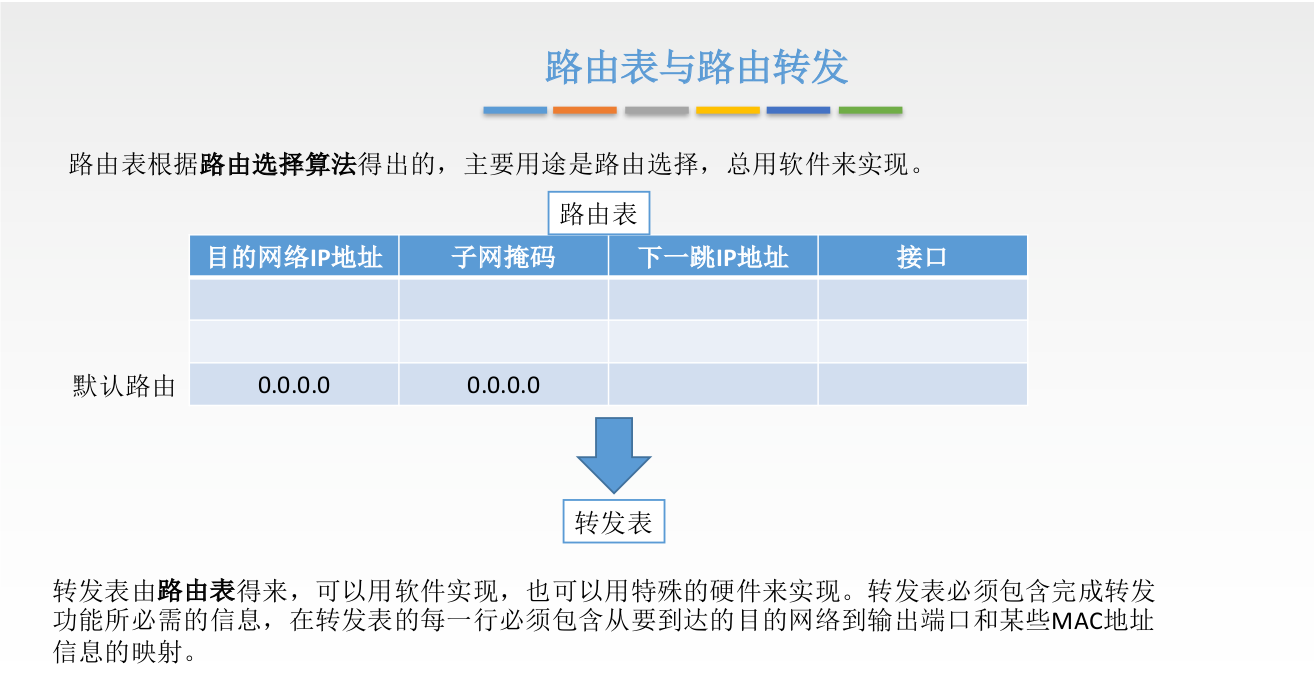 路由表与路由转发
路由表根据路由选择算法得出的，主要用途是路由选择，总用软件来实现。
路由表
目的网络IP地址 子网掩码 下一跳IP地址 接口
默认路由 0.0.0.0 0.0.0.0
转发表
转发表由路由表得来，可以用软件实现，也可以用特殊的硬件来实现。转发表必须包含完成转发
功能所必需的信息，在转发表的每一行必须包含从要到达的目的网络到输出端口和某些MAC地址
信息的映射。